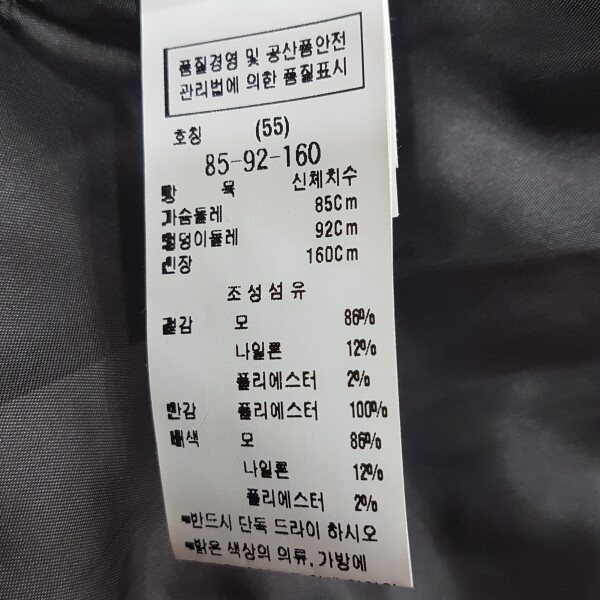 품질경영 및 공산품안전
관리법에 의한 품질표시
호칭 (55)
85-92-160
항 목 신체치수
가슴둘레 85Cm
엉덩이둘레 92Cm
신장 160Cm
조성섬유
겉감 모 86%
나일론 12%
폴리에스터 2%
안감 폴리에스터 100%
배색 모 86%
나일론 12%
폴리에스터 2%
*반드시 단독 드라이 하시오
*밝은 색상의 의류, 가방에